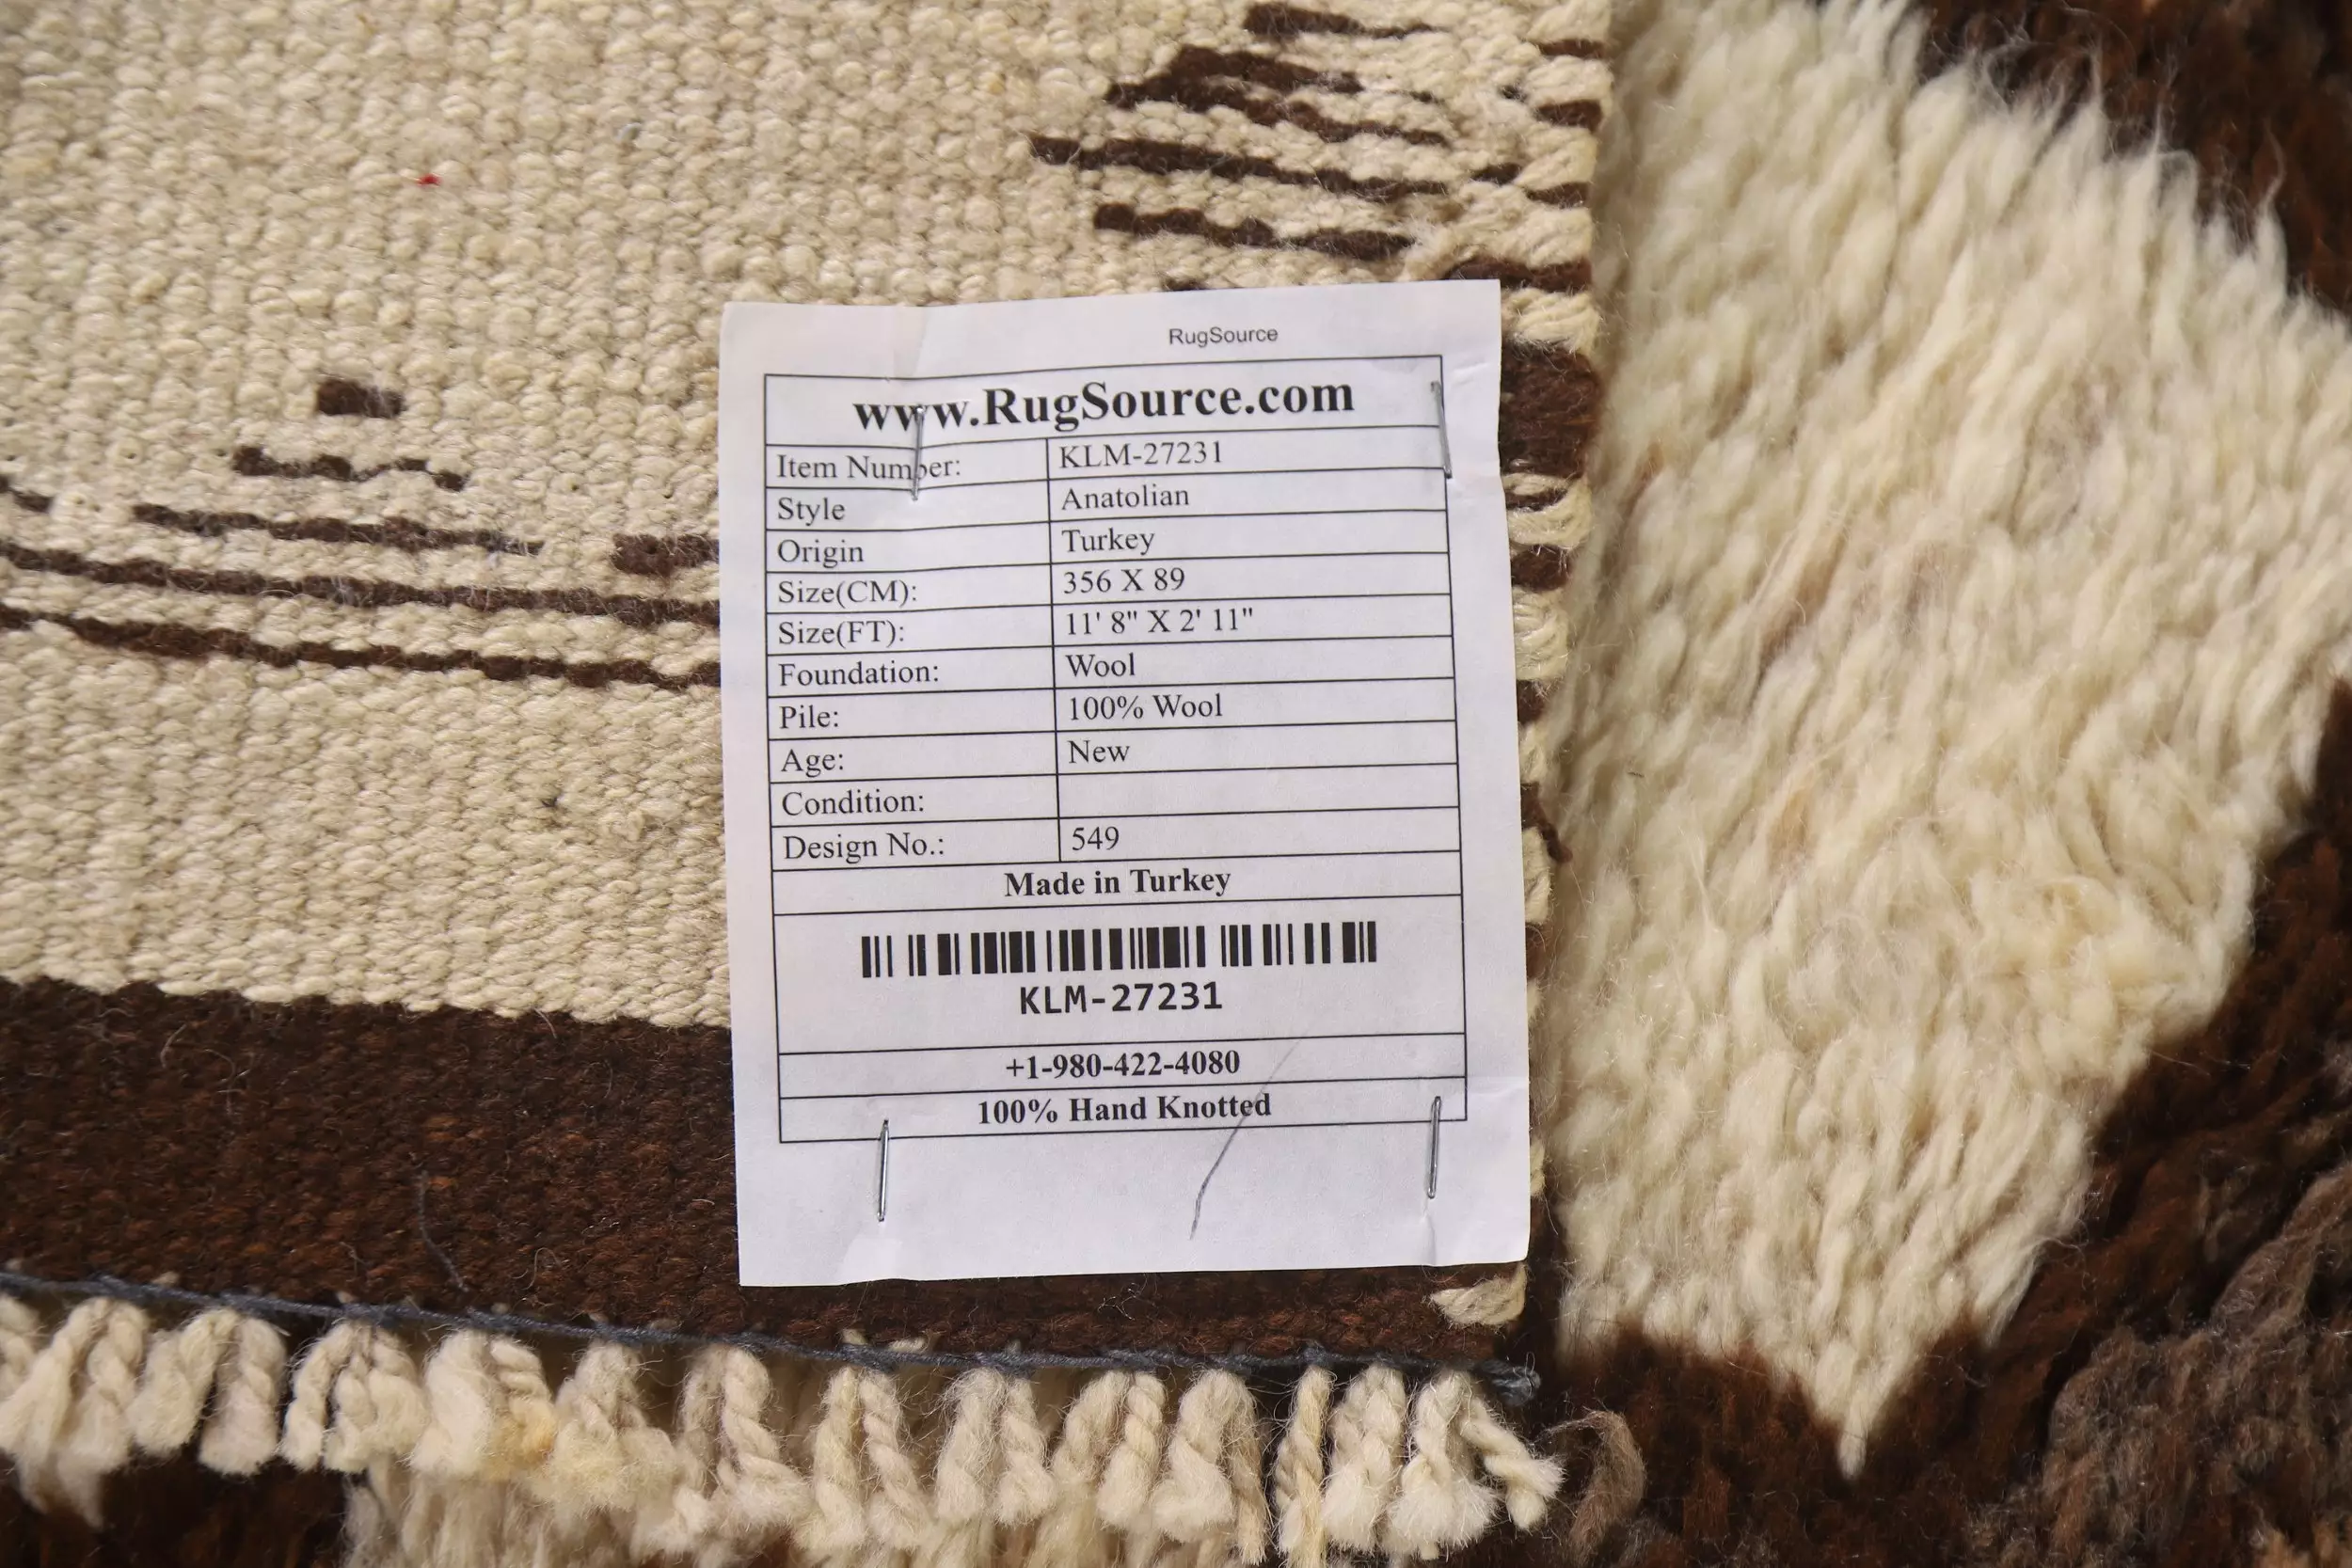 RugSource
www.RugSource.com
Item Number: KLM-27231
Style Anatolian
Origin Turkey
Size(CM): 356 X 89
Size(FT): 11' 8" X 2' 11"
Foundation: Wool
Pile: 100% Wool
Age: New
Condition:
Design No.: 549
Made in Turkey
KLM-27231
+1-980-422-4080
100% Hand Knotted